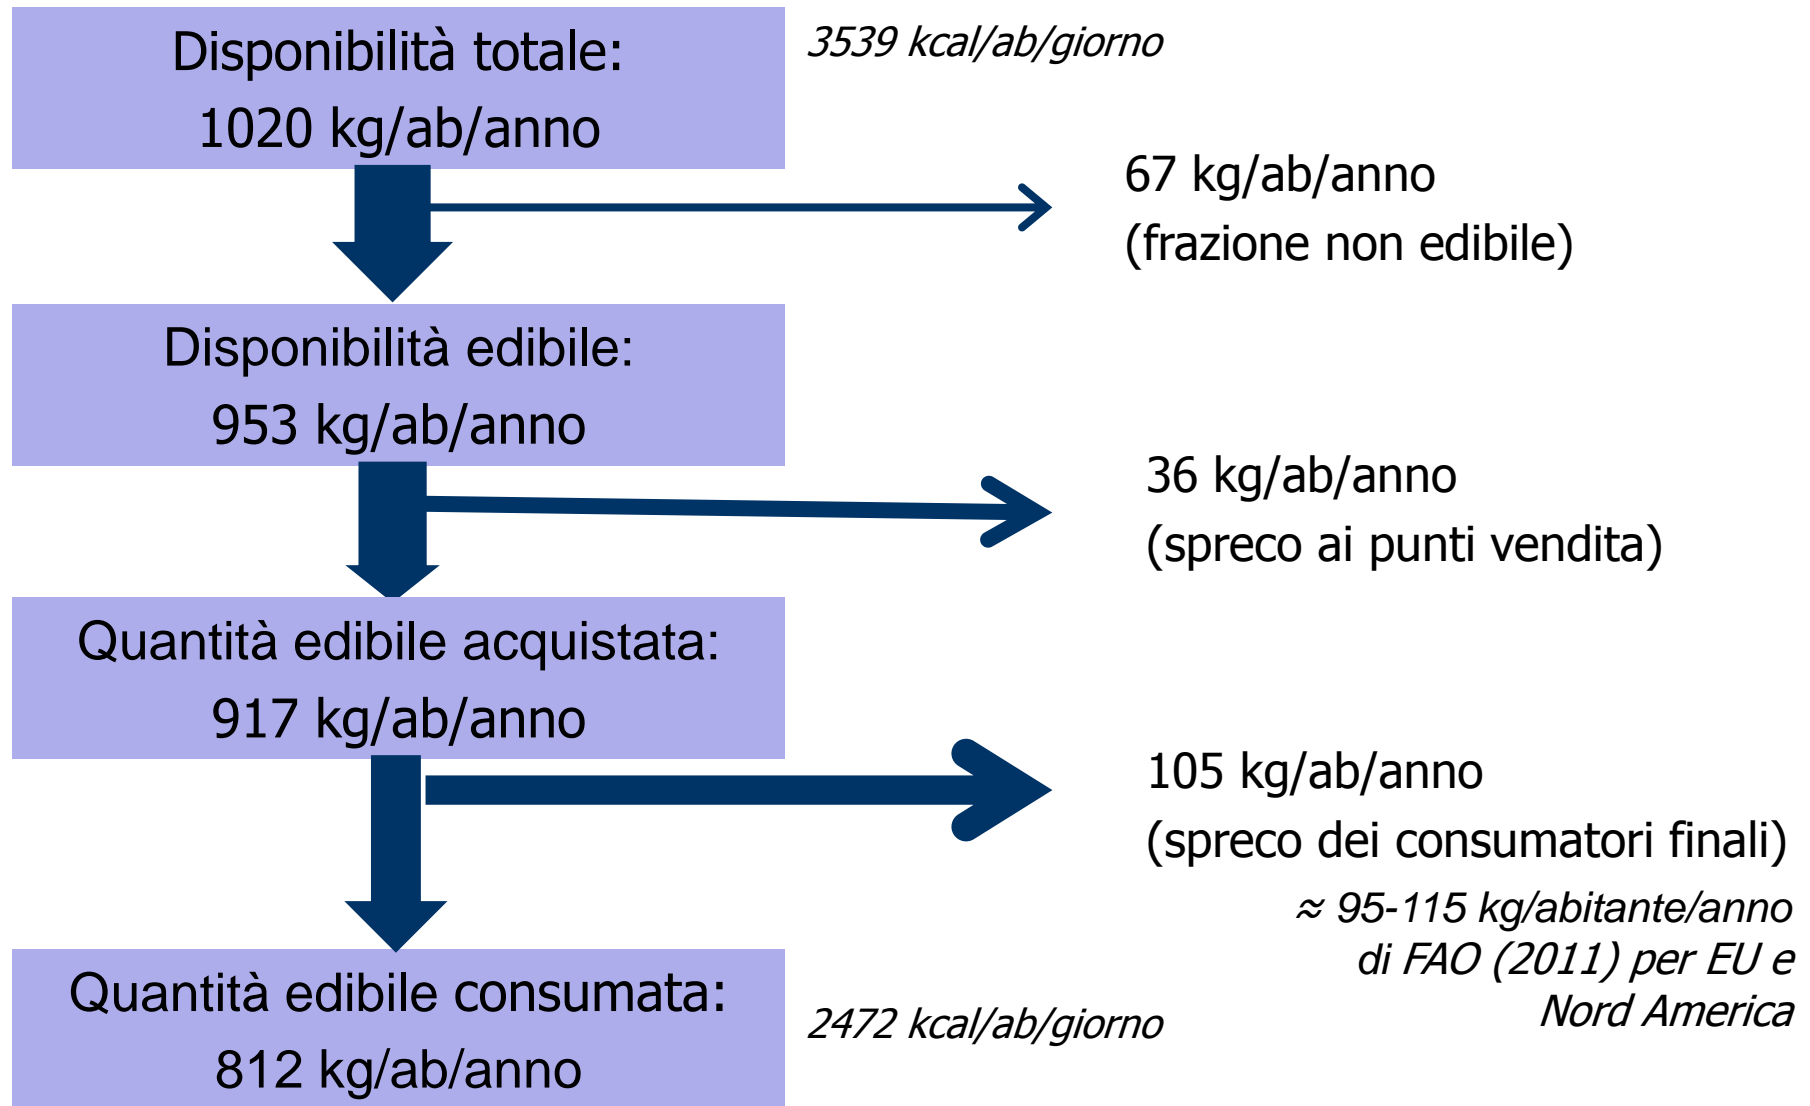 Disponibilità totale:
1020 kg/ab/anno
3539 kcal/ab/giorno
67 kg/ab/anno
(frazione non edibile)
Disponibilità edibile:
953 kg/ab/anno
36 kg/ab/anno
(spreco ai punti vendita)
Quantità edibile acquistata:
917 kg/ab/anno
105 kg/ab/anno
(spreco dei consumatori finali)
≈ 95-115 kg/abitante/anno
di FAO (2011) per EU e
Nord America
Quantità edibile consumata:
812 kg/ab/anno
2472 kcal/ab/giorno